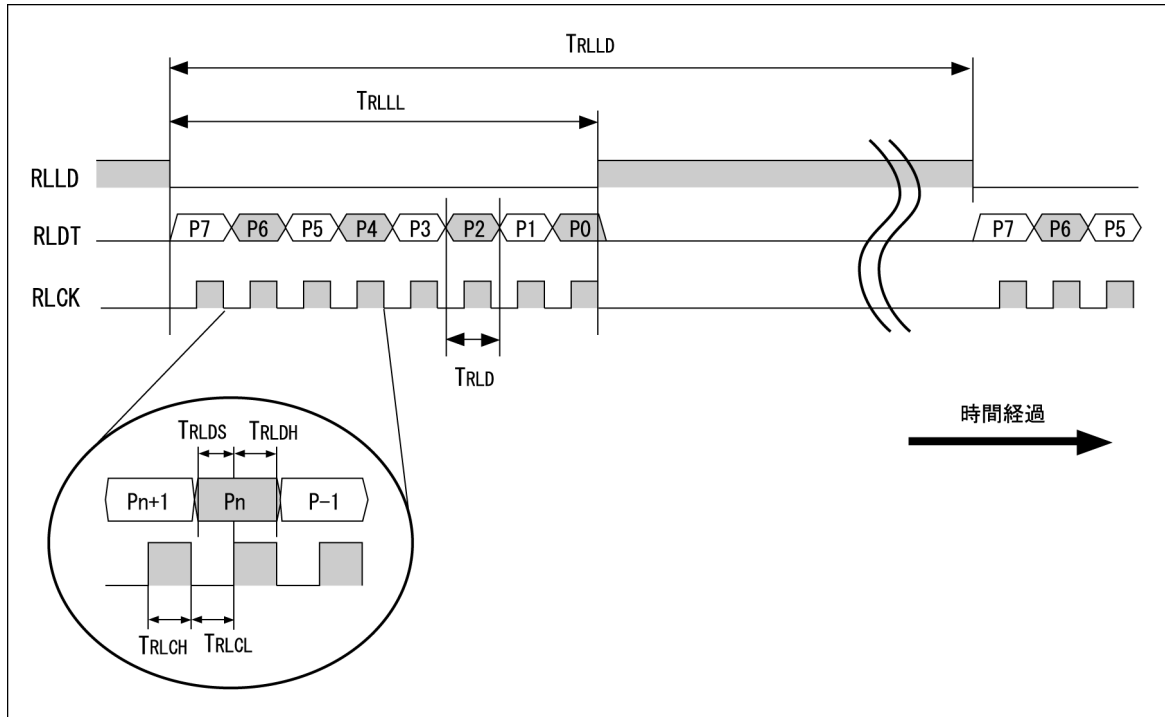 TRLLD
TRLLL
RLLD
RLDT P7 P6 P5 P4 P3 P2 P1 P0 P7 P6 P5
RLCK
TRLD
時間経過
TRLDS TRLDH
Pn+1 Pn P-1
TRLCH TRLCL